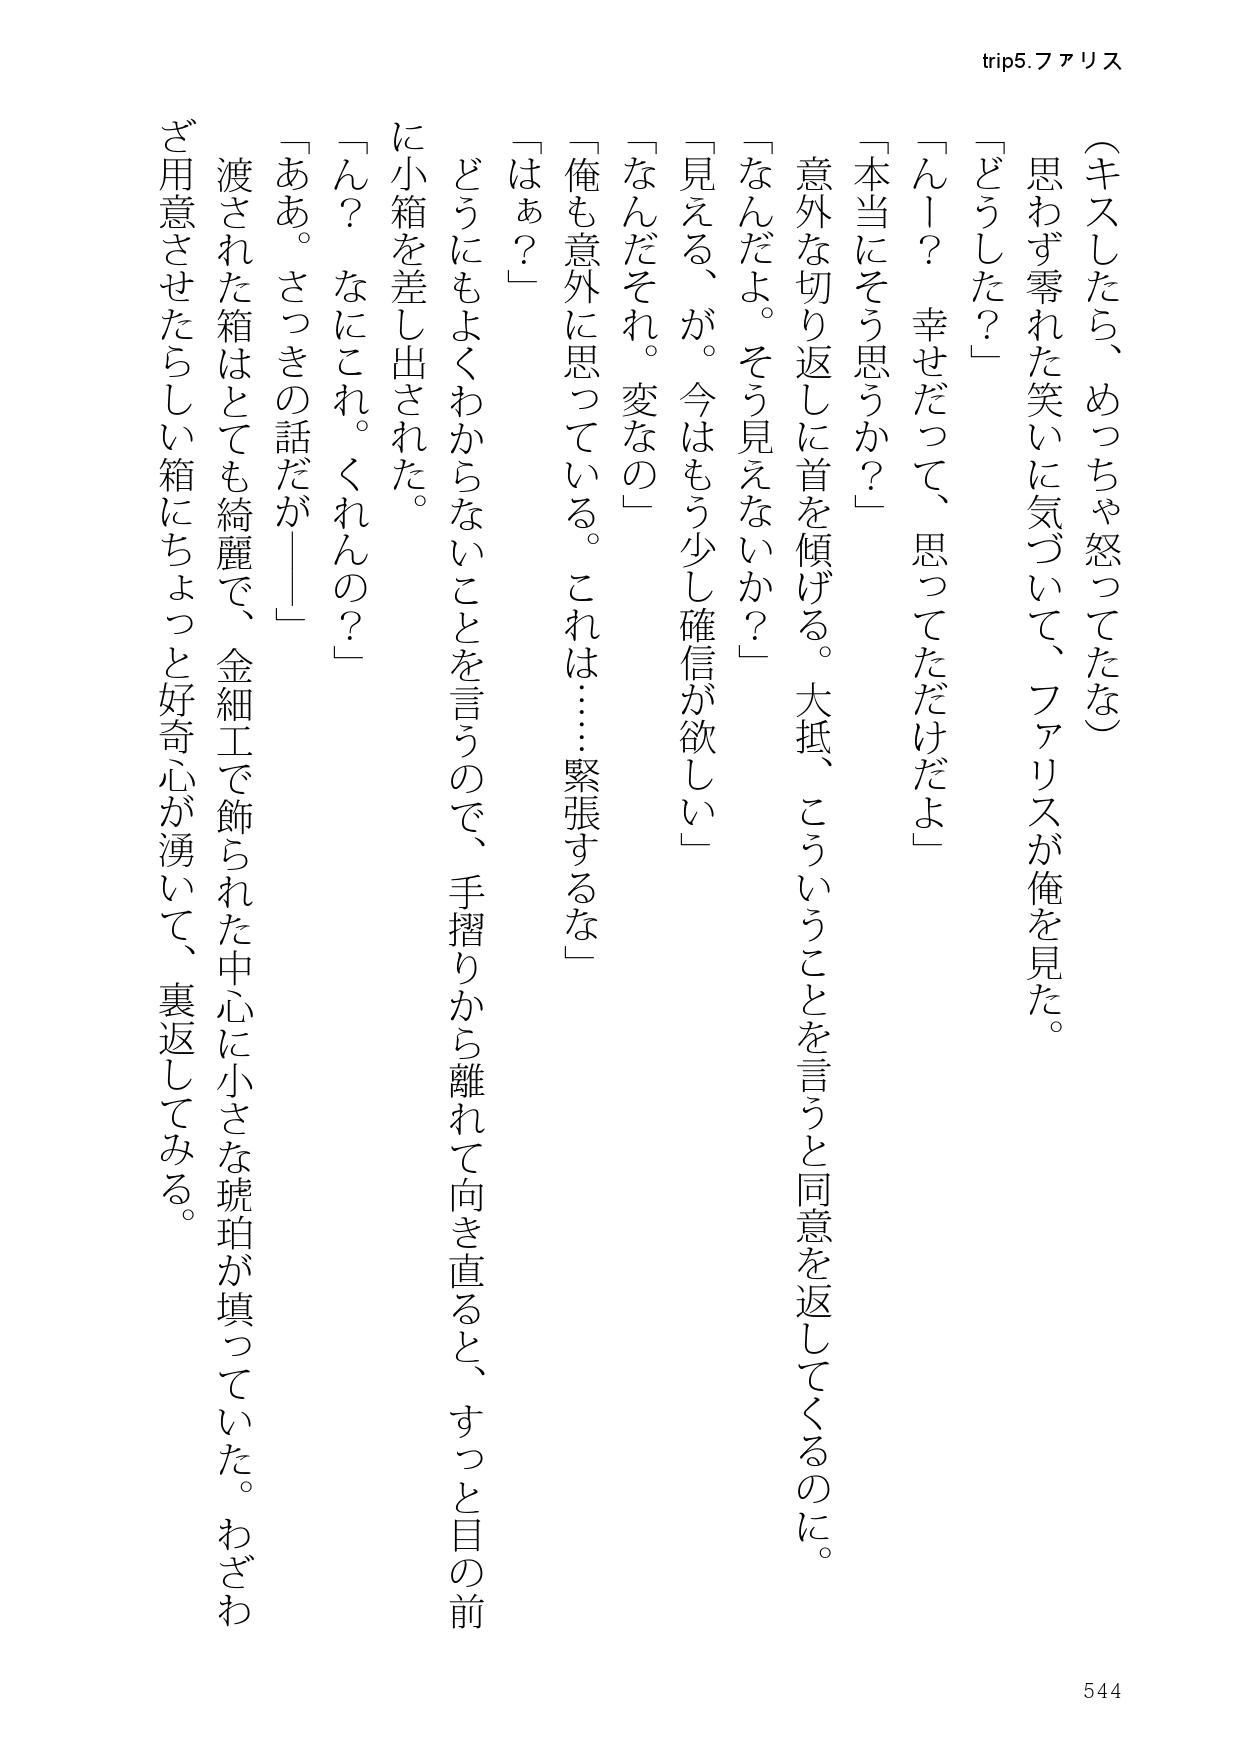 trip5.ファリス
（キスしたら、めっちゃ怒ってたな）
　思わず零れた笑いに気づいて、ファリスが俺を見た。
「どうした？」
「んー？　幸せだって、思ってただけだよ」
「本当にそう思うか？」
　意外な切り返しに首を傾げる。大抵、こういうことを言うと同意を返してくるのに。
「なんだよ。そう見えないか？」
「見える、が。今はもう少し確信が欲しい」
「なんだそれ。変なの」
「俺も意外に思っている。これは……緊張するな」
「はぁ？」
　どうにもよくわからないことを言うので、手摺りから離れて向き直ると、すっと目の前
に小箱を差し出された。
「ん？　なにこれ。くれんの？」
「ああ。さっきの話だが――」
　渡された箱はとても綺麗で、金細工で飾られた中心に小さな琥珀が填っていた。わざわ
ざ用意させたらしい箱にちょっと好奇心が湧いて、裏返してみる。
544